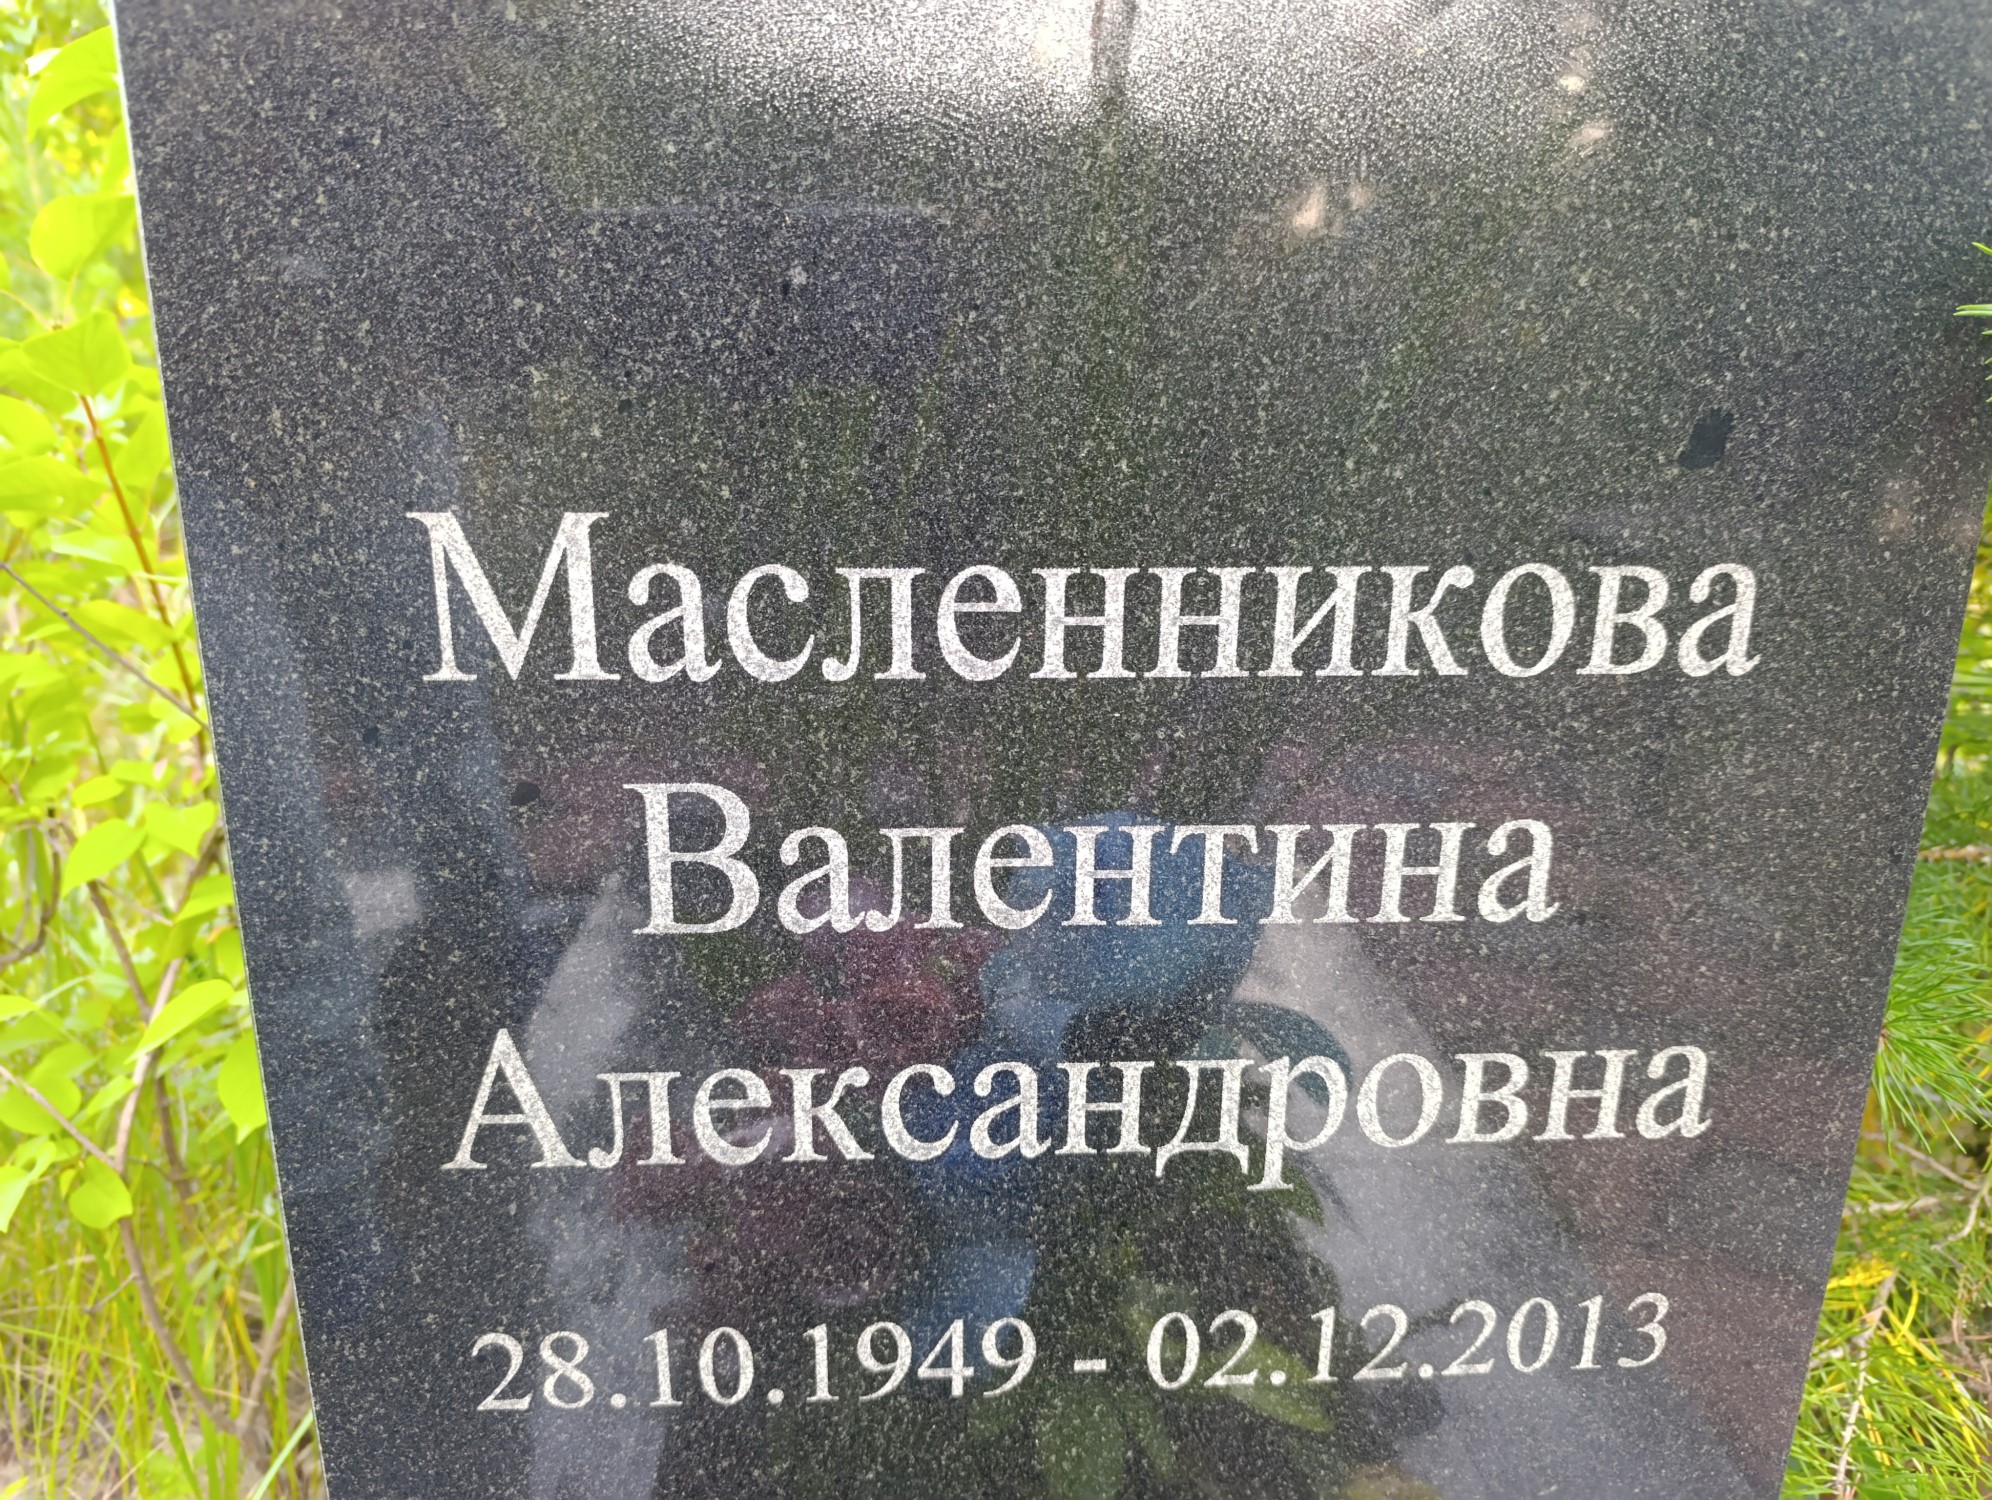 Масленникова
Валентина
Александровна
28.10.1949 - 02.12.2013